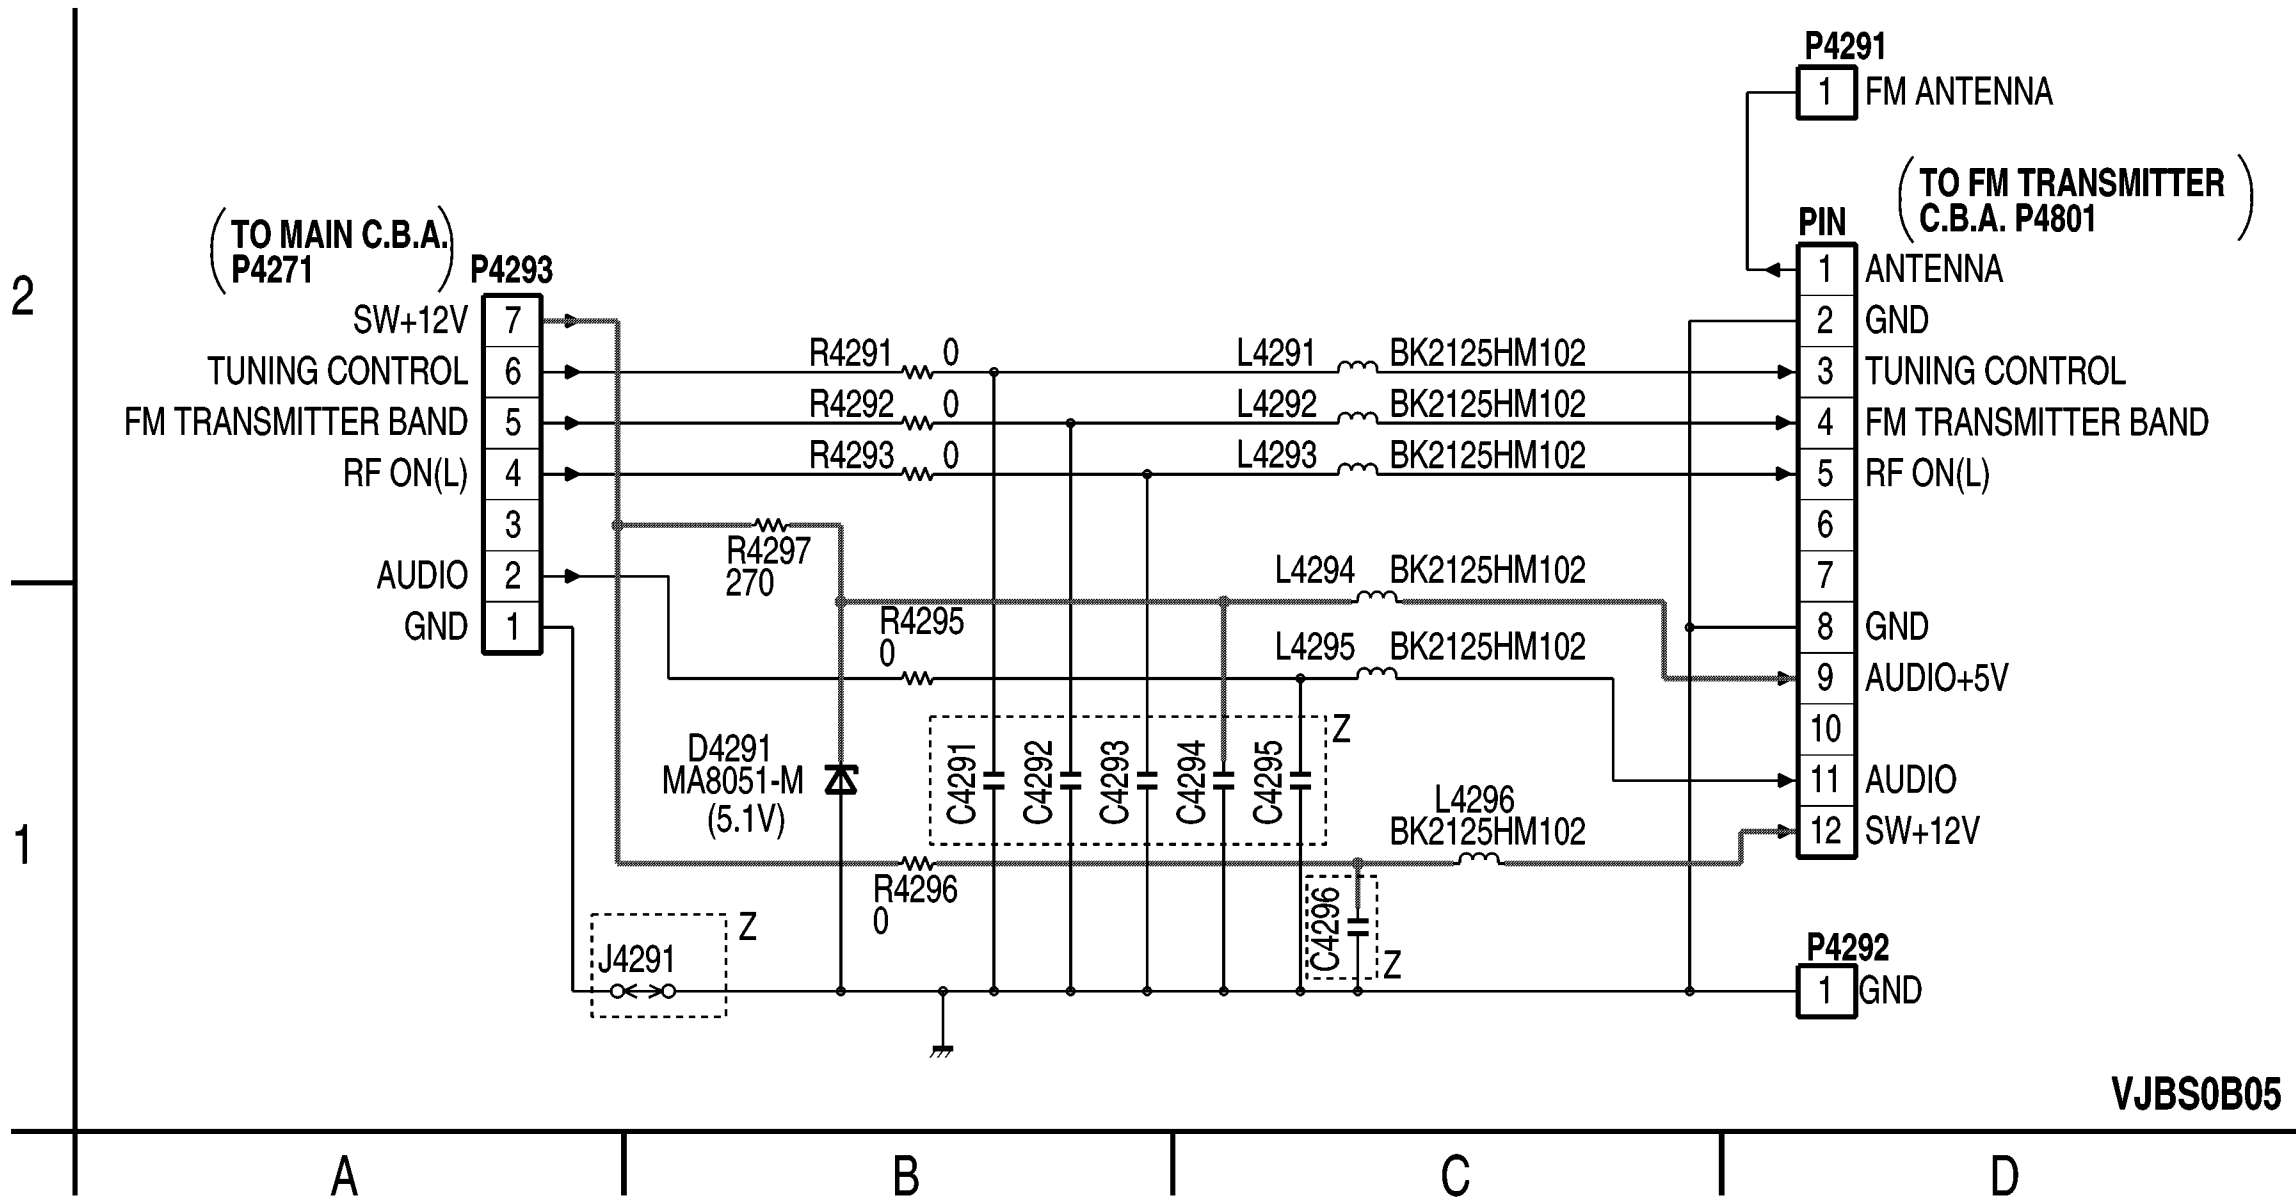 P4291
1 FM ANTENNA
TO FM TRANSMITTER
C.B.A. P4801
PIN
1 ANTENNA
2 GND
3 TUNING CONTROL
4 FM TRANSMITTER BAND
5 RF ON(L)
6
7
8 GND
9 AUDIO+5V
10
11 AUDIO
12 SW+12V
P4292
1 GND
TO MAIN C.B.A.
P4271
P4293
SW+12V 7
TUNING CONTROL 6
FM TRANSMITTER BAND 5
RF ON(L) 4
3
AUDIO 2
GND 1
R4291 0
R4292 0
R4293 0
L4291 BK2125HM102
L4292 BK2125HM102
L4293 BK2125HM102
R4297
270
L4294 BK2125HM102
R4295
0
L4295 BK2125HM102
D4291
MA8051-M
(5.1V)
C4291
C4292
C4293
C4294
C4295
Z
L4296
BK2125HM102
R4296
0
C4296
Z
J4291
Z
VJBS0B05
2
1
A
B
C
D